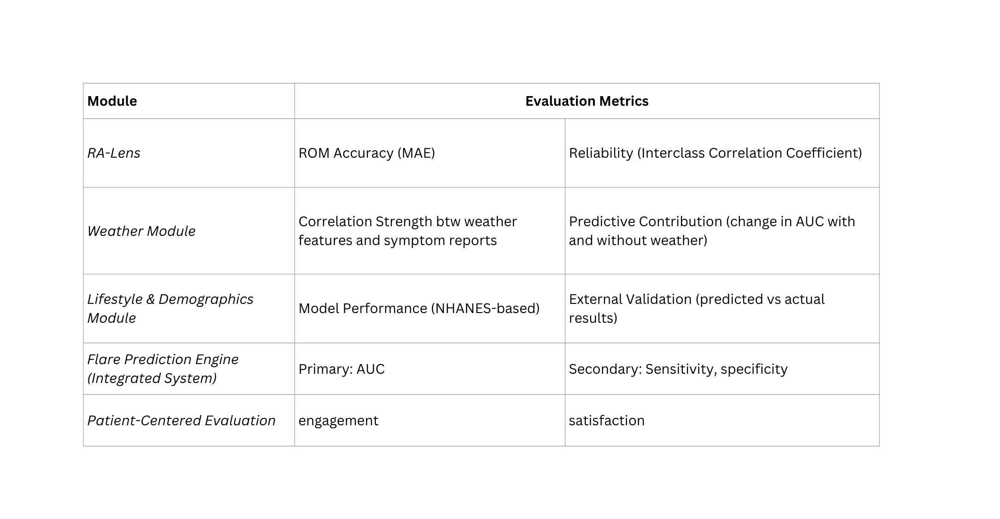 Module
Evaluation Metrics
RA-Lens
ROM Accuracy (MAE)
Reliability (Interclass Correlation Coefficient)
Weather Module
Correlation Strength btw weather
features and symptom reports
Predictive Contribution (change in AUC with
and without weather)
Lifestyle & Demographics
Module
Model Performance (NHANES-based)
External Validation (predicted vs actual
results)
Flare Prediction Engine
(Integrated System)
Primary: AUC
Secondary: Sensitivity, specificity
Patient-Centered Evaluation
engagement
satisfaction